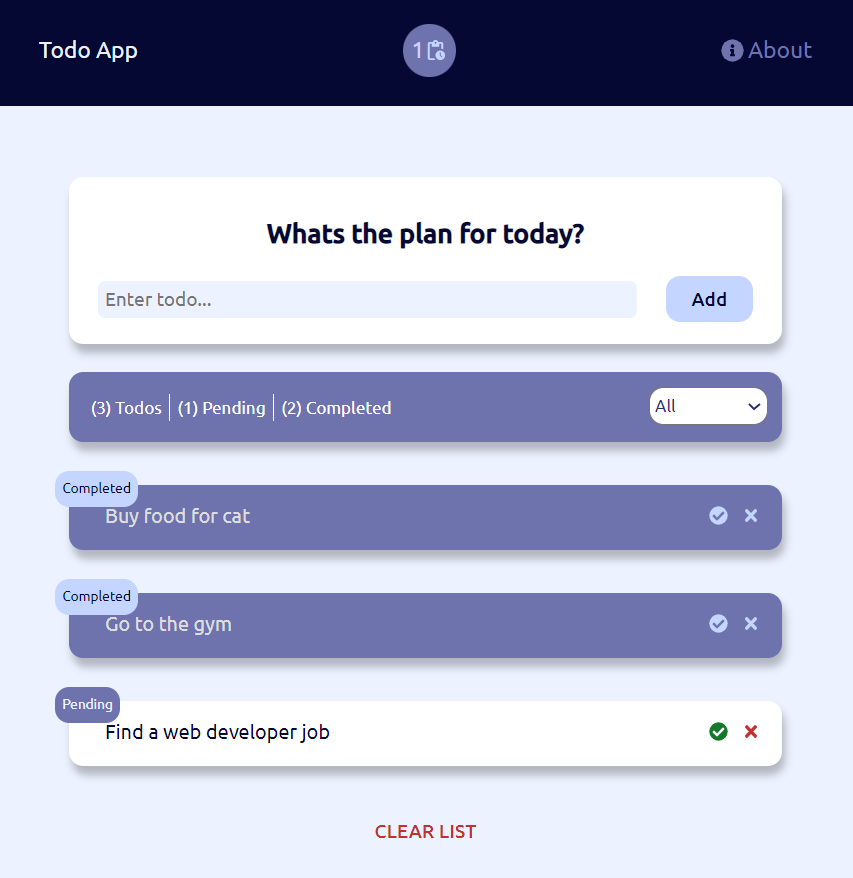 Todo App
1
About
Whats the plan for today?
Enter todo...
Add
(3) Todos
(1) Pending
(2) Completed
All
Completed
Buy food for cat
Completed
Go to the gym
Pending
Find a web developer job
CLEAR LIST